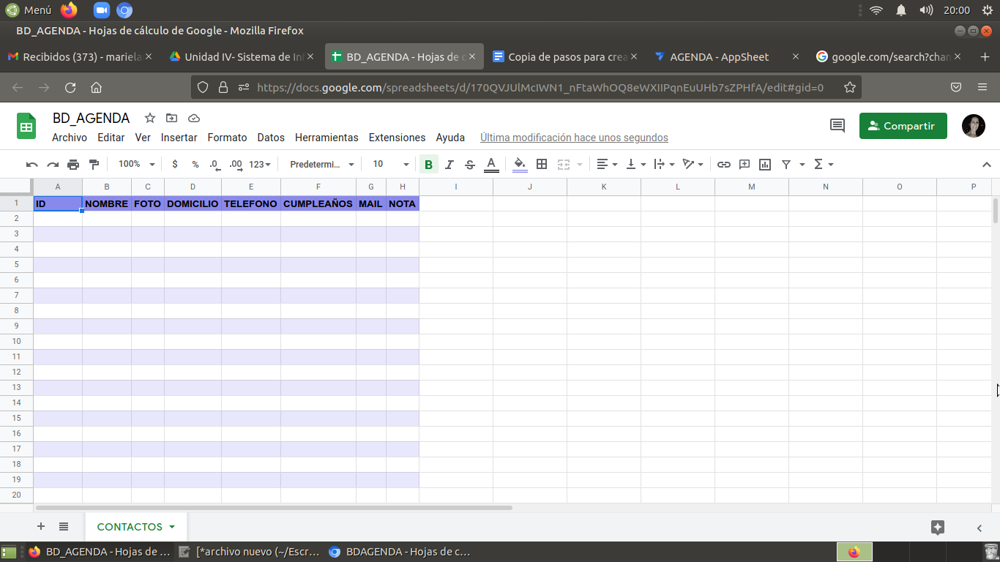 Menú 20:00
BD_AGENDA - Hojas de cálculo de Google - Mozilla Firefox
Recibidos (373) - mariela Unidad IV- Sistema de Inf BD_AGENDA - Hojas de c Copia de pasos para crea AGENDA - AppSheet google.com/search?chan
https://docs.google.com/spreadsheets/d/170QVJUlMcIWN1_nFtaWhOQ8eWXIIPqnEuUHb7sZPHfA/edit#gid=0
BD_AGENDA
Archivo Editar Ver Insertar Formato Datos Herramientas Extensiones Ayuda Última modificación hace unos segundos
Compartir
100% $ % .0 .00 123 Predetermi... 10 B I S A
A B C D E F G H I J K L M N O P
1 ID NOMBRE FOTO DOMICILIO TELEFONO CUMPLEAÑOS MAIL NOTA
2
3
4
5
6
7
8
9
10
11
12
13
14
15
16
17
18
19
20
CONTACTOS
BD_AGENDA - Hojas de ... [*archivo nuevo (~/Escr... BDAGENDA - Hojas de c...